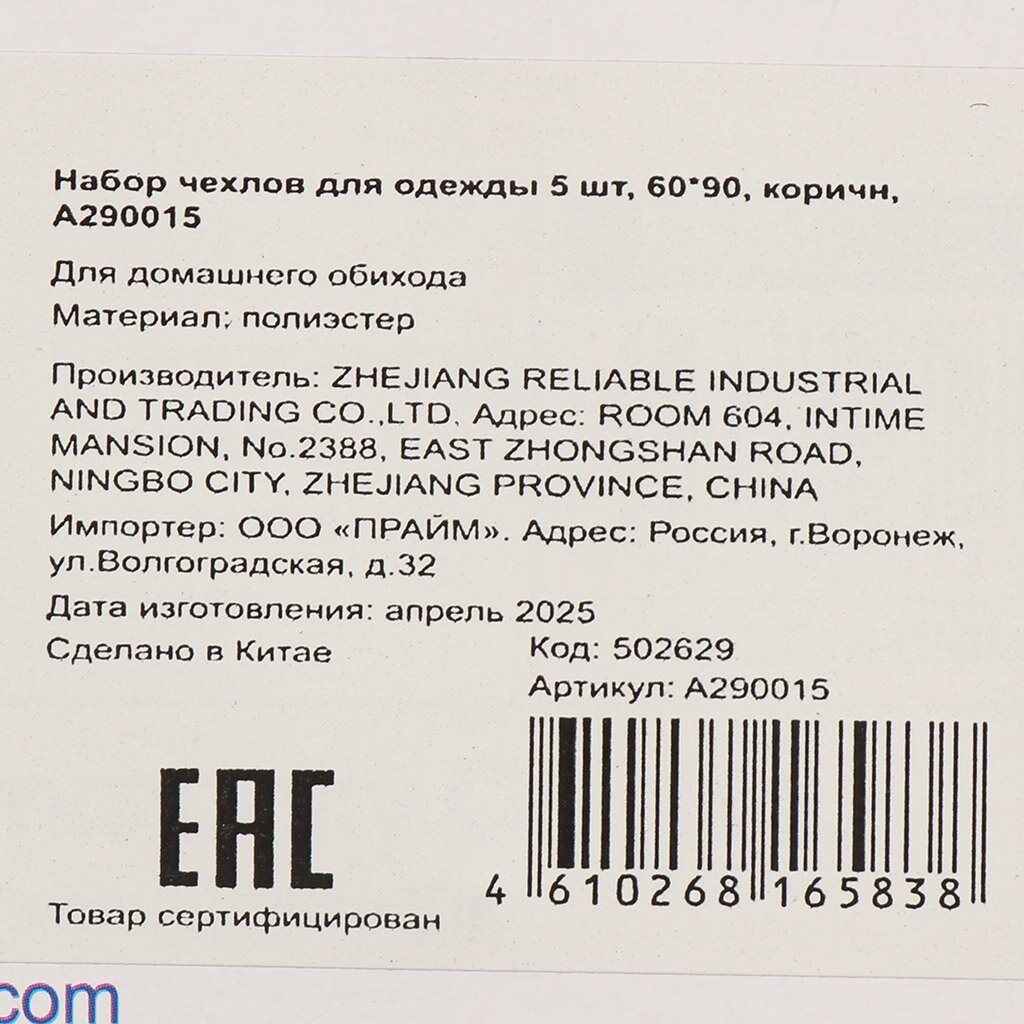 Набор чехлов для одежды 5 шт, 60*90, коричн,
А290015
Для домашнего обихода
Материал: полиэстер
Производитель: ZHEJIANG RELIABLE INDUSTRIAL
AND TRADING CO.,LTD. Адрес: ROOM 604, INTIME
MANSION, No.2388, EAST ZHONGSHAN ROAD,
NINGBO CITY, ZHEJIANG PROVINCE, CHINA
Импортер: ООО «ПРАЙМ». Адрес: Россия, г.Воронеж,
ул.Волгоградская, д.32
Дата изготовления: апрель 2025
Сделано в Китае
Код: 502629
Артикул: А290015
EAC
Товар сертифицирован
4 610268 165838
com